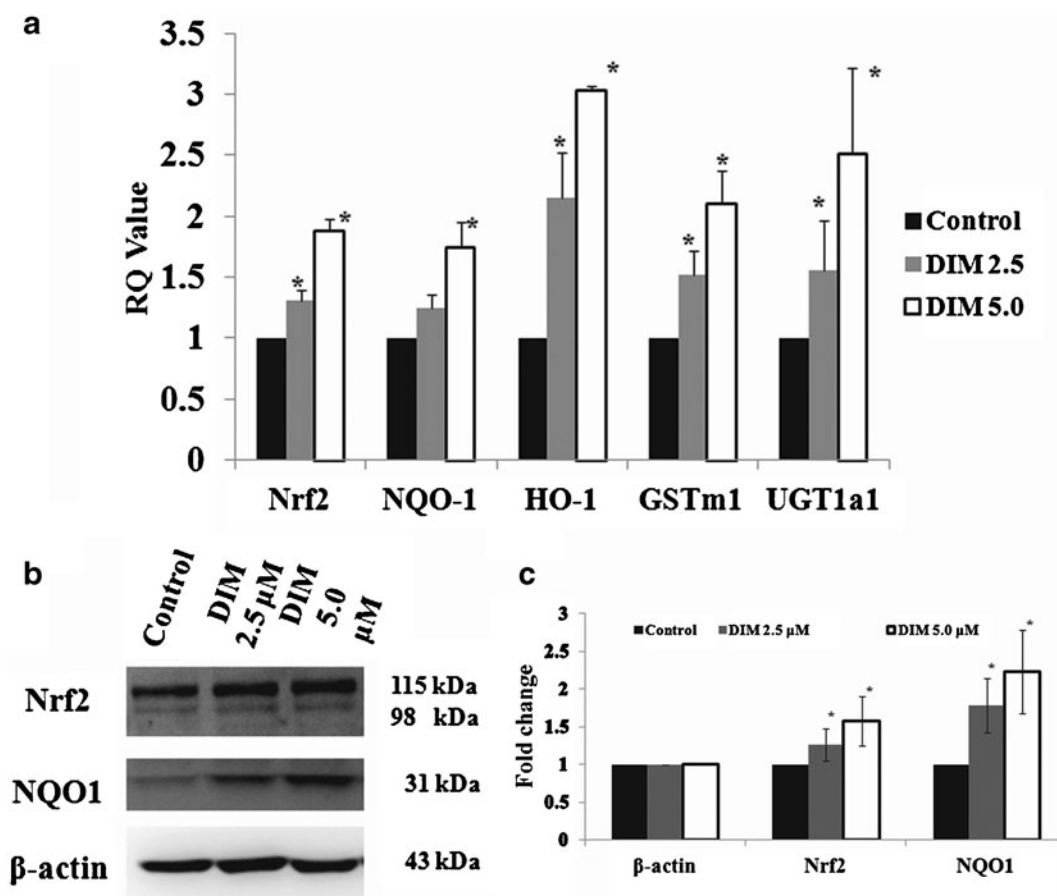 a
3.5
3
2.5
2
1.5
1
0.5
0
RQ Value
* * * * * * * * *
Control
DIM 2.5
DIM 5.0
Nrf2 NQO-1 HO-1 GSTm1 UGT1a1
b
Control
DIM 2.5 µM
DIM 5.0 µM
Nrf2
115 kDa
98 kDa
NQO1
31 kDa
β-actin
43 kDa
c
3
2.5
2
1.5
1
0.5
0
Fold change
Control DIM 2.5 µM DIM 5.0 µM
* * * *
β-actin Nrf2 NQO1